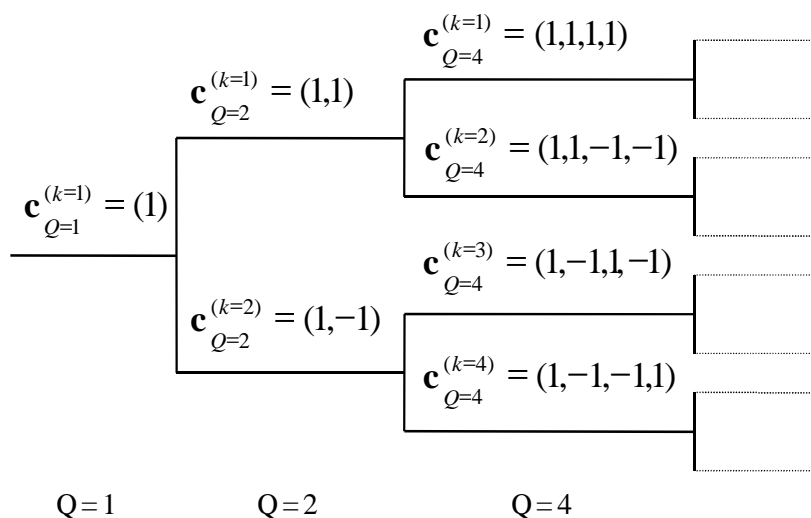 c_{Q=4}^{(k=1)} = (1,1,1,1)
c_{Q=2}^{(k=1)} = (1,1)
c_{Q=4}^{(k=2)} = (1,1,−1,−1)
c_{Q=1}^{(k=1)} = (1)
c_{Q=4}^{(k=3)} = (1,−1,1,−1)
c_{Q=2}^{(k=2)} = (1,−1)
c_{Q=4}^{(k=4)} = (1,−1,−1,1)
Q = 1 Q = 2 Q = 4